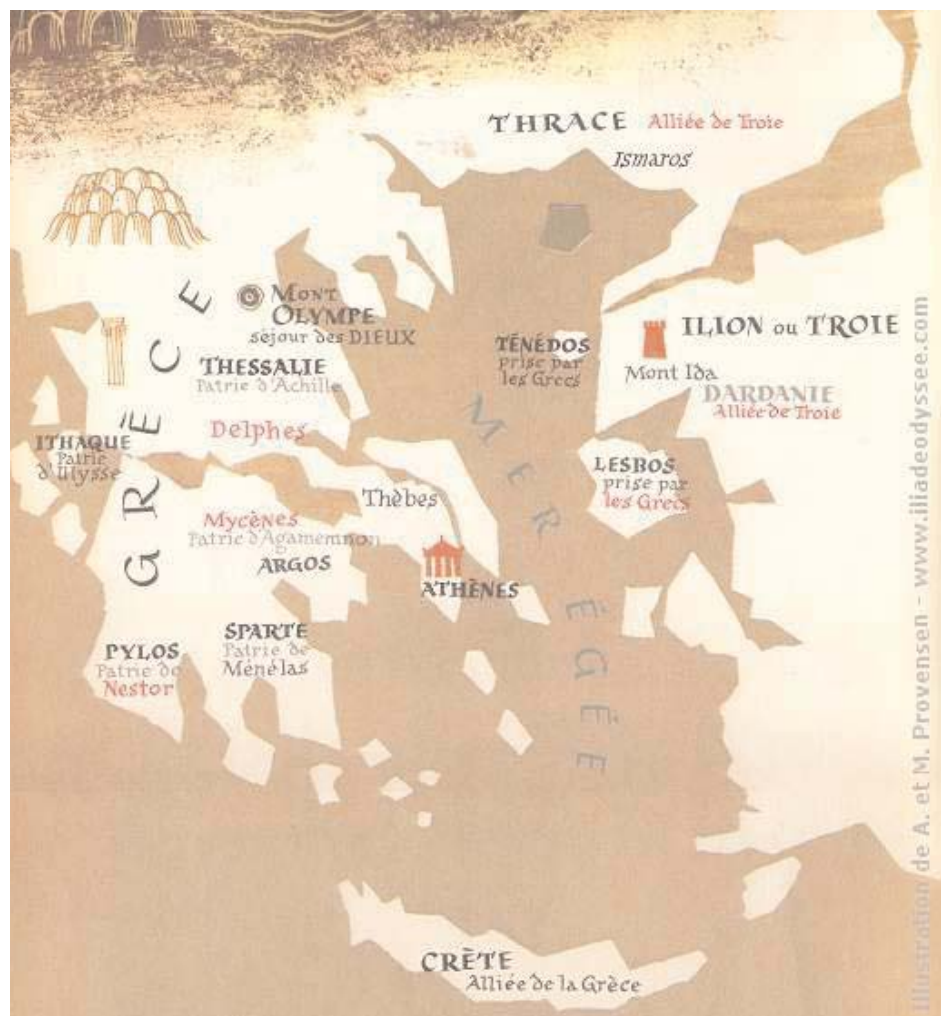 THRACE Alliée de Troie
Ismaros
GRÈCE
MONT
OLYMPE
séjour des DIEUX
ILION ou TROIE
TÉNÉDOS
prise par
les Grecs
Mont Ida
THESSALIE
Patrie d'Achille
DARDANIE
Alliée de Troie
MER ÉGÉE
Delphes
ITHAQUE
Patrie
d'Ulysse
LESBOS
prise par
les Grecs
Thèbes
Mycènes
Patrie d'Agamemnon
ARGOS
ATHÈNES
SPARTE
Patrie de
Ménélas
PYLOS
Patrie de
Nestor
CRÈTE
Alliée de la Grèce
Illustration de A. et M. Provensen - www.iliadeodyssee.com